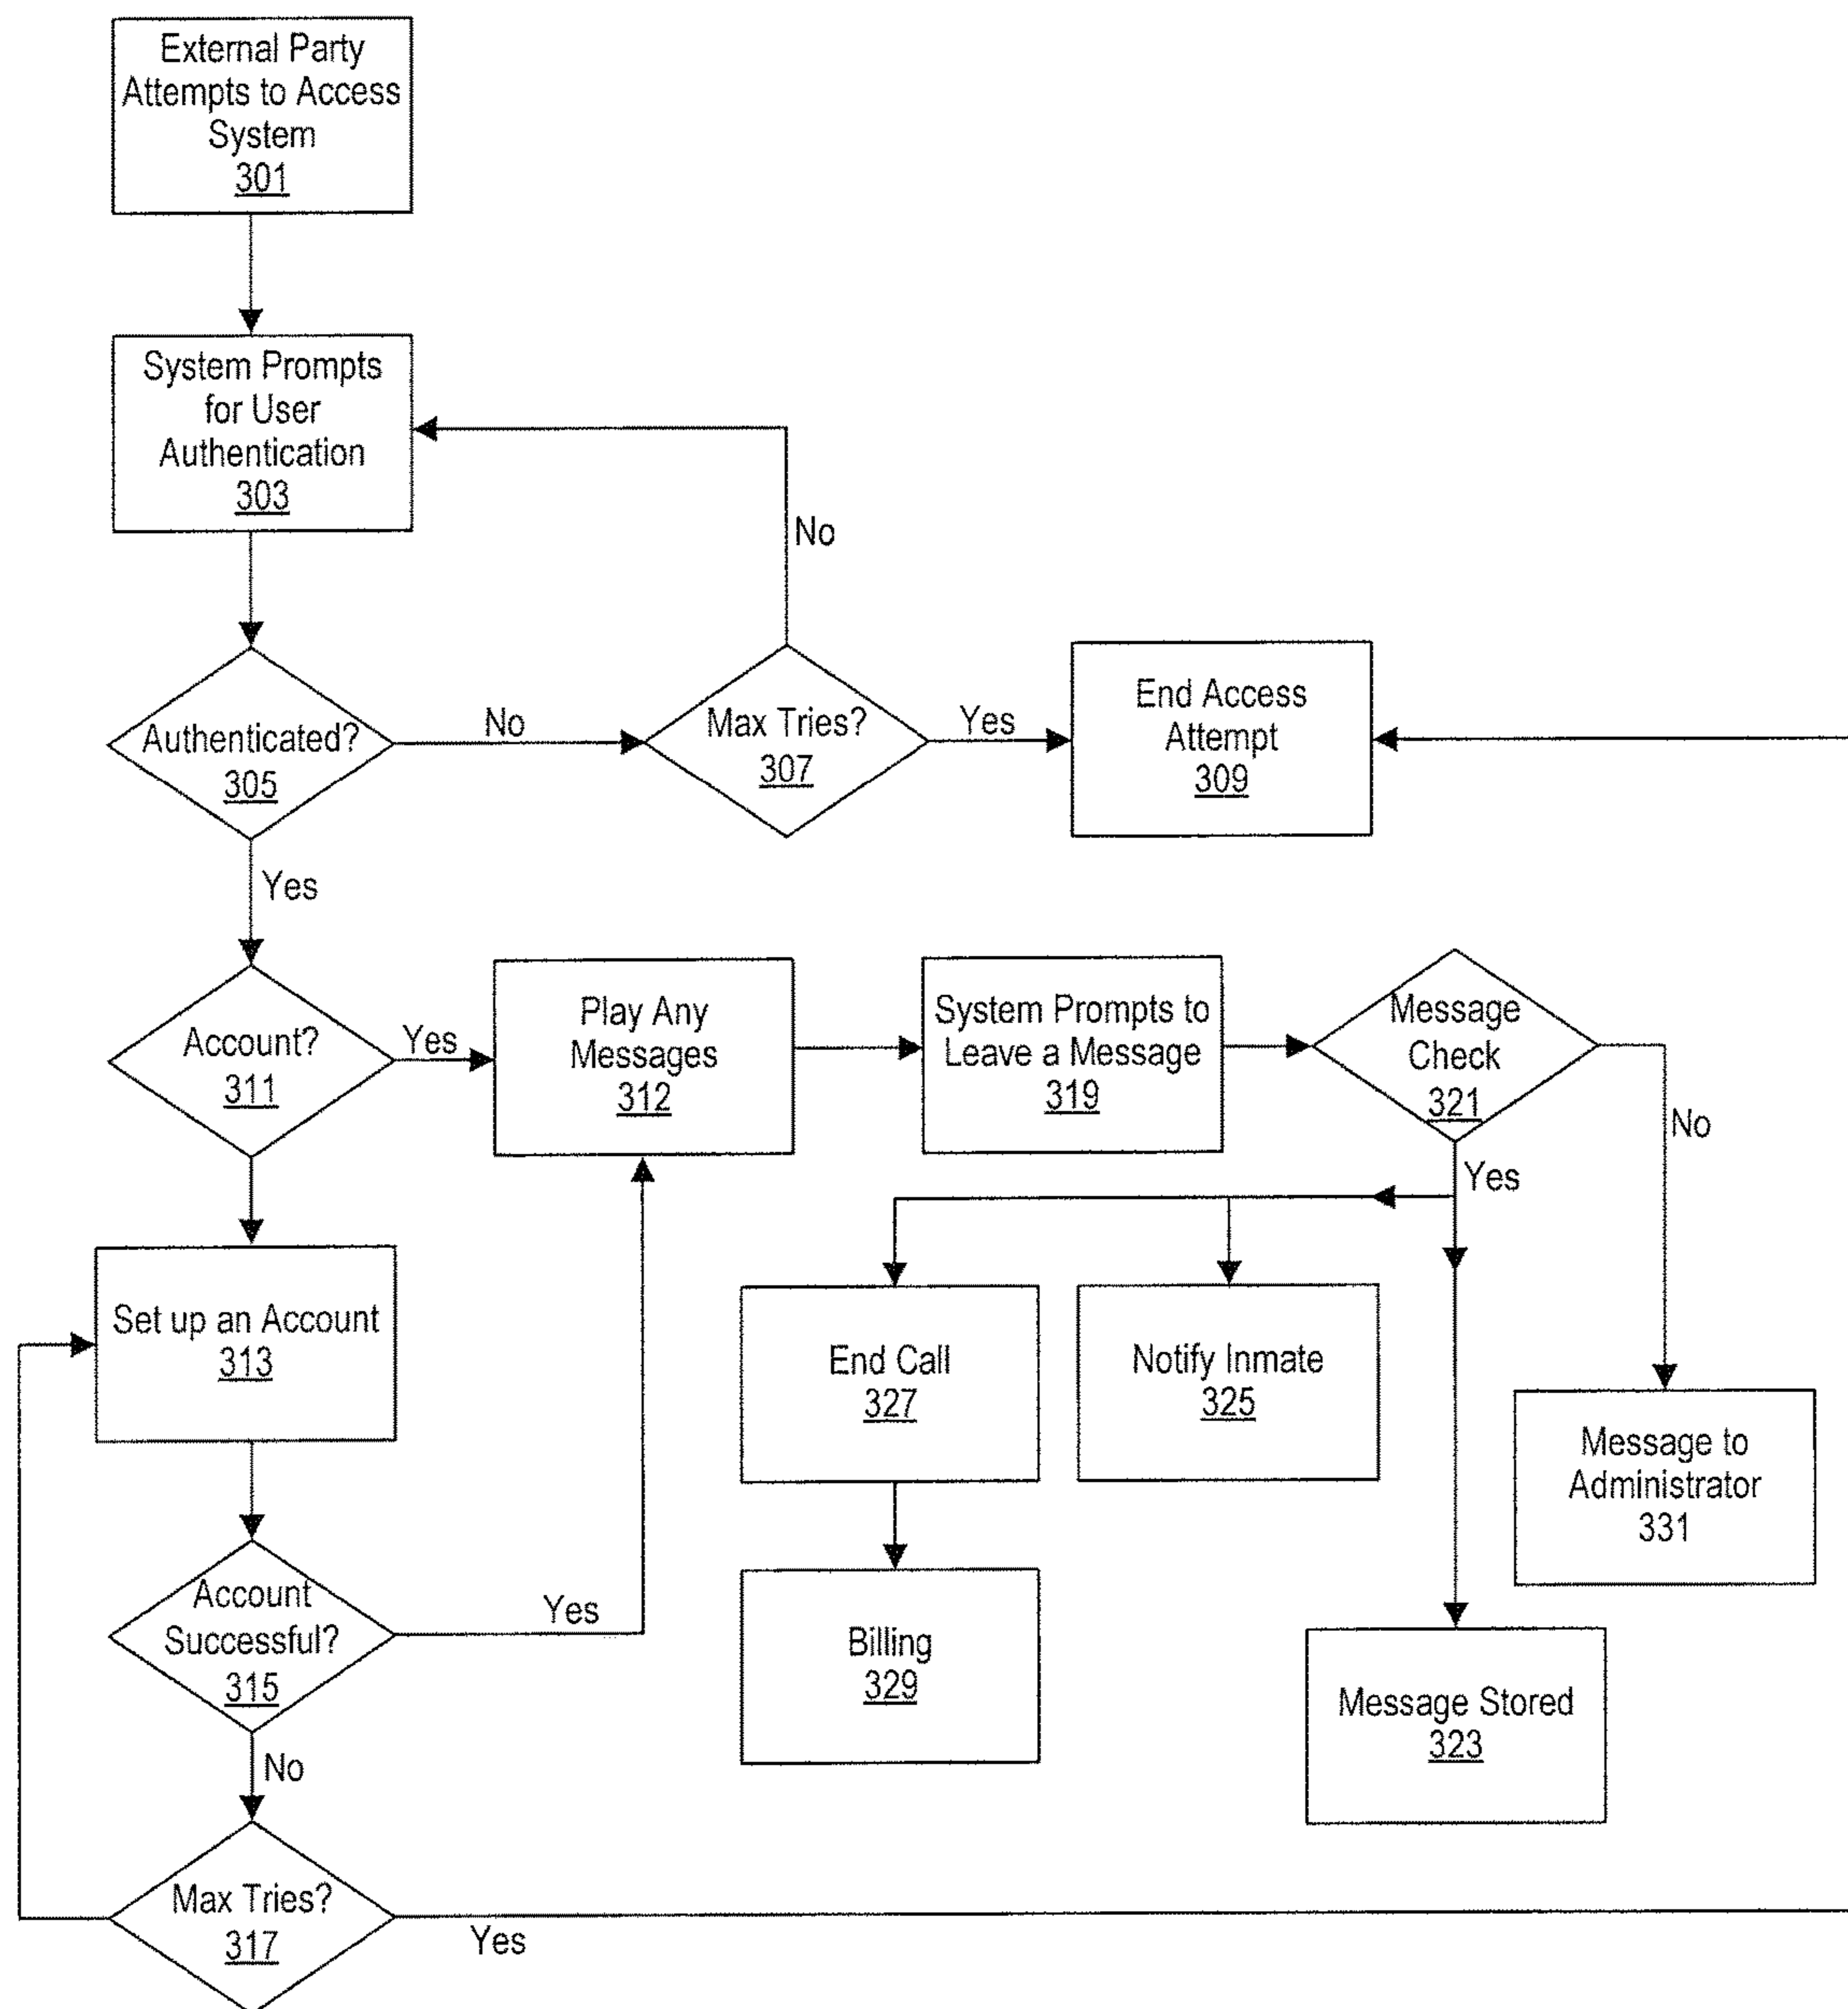 External Party
Attempts to Access
System
301
System Prompts
for User
Authentication
303
No
Authenticated?
305
No
Max Tries?
307
Yes
End Access
Attempt
309
Yes
Account?
311
Yes
Play Any
Messages
312
System Prompts to
Leave a Message
319
Message
Check
321
No
Yes
Set up an Account
313
End Call
327
Notify Inmate
325
Message to
Administrator
331
Account
Successful?
315
Yes
Billing
329
Message Stored
323
No
Max Tries?
317
Yes